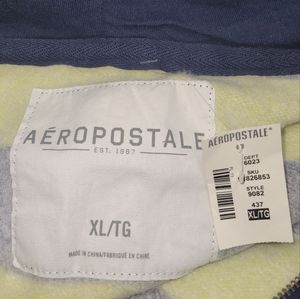 AÉROPOSTALE
EST. 1987
XL/TG
MADE IN CHINA/FABRIQUÉ EN CHINE
AÉROPOSTALE
DEPT
6023
SKU
STYLE
9082
437
XL/TG